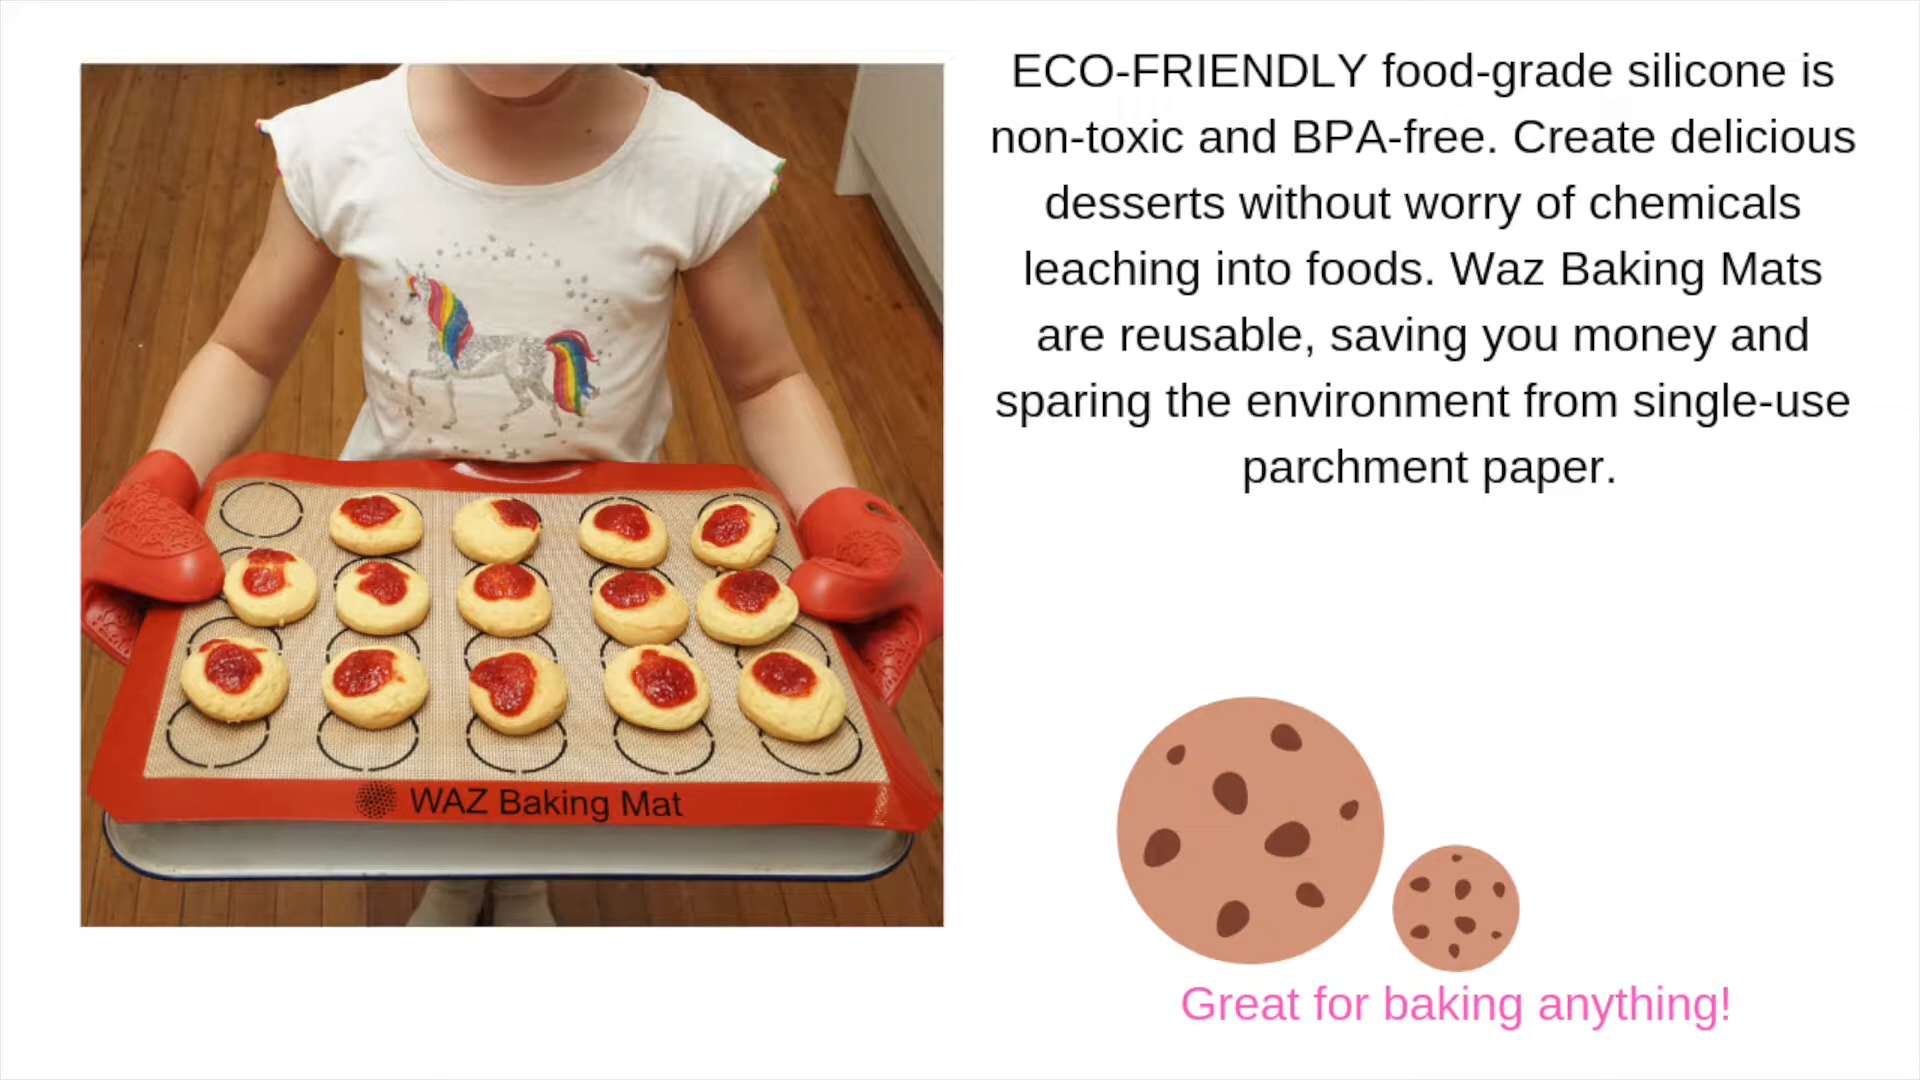 ECO-FRIENDLY food-grade silicone is
non-toxic and BPA-free. Create delicious
desserts without worry of chemicals
leaching into foods. Waz Baking Mats
are reusable, saving you money and
sparing the environment from single-use
parchment paper.
WAZ Baking Mat
Great for baking anything!